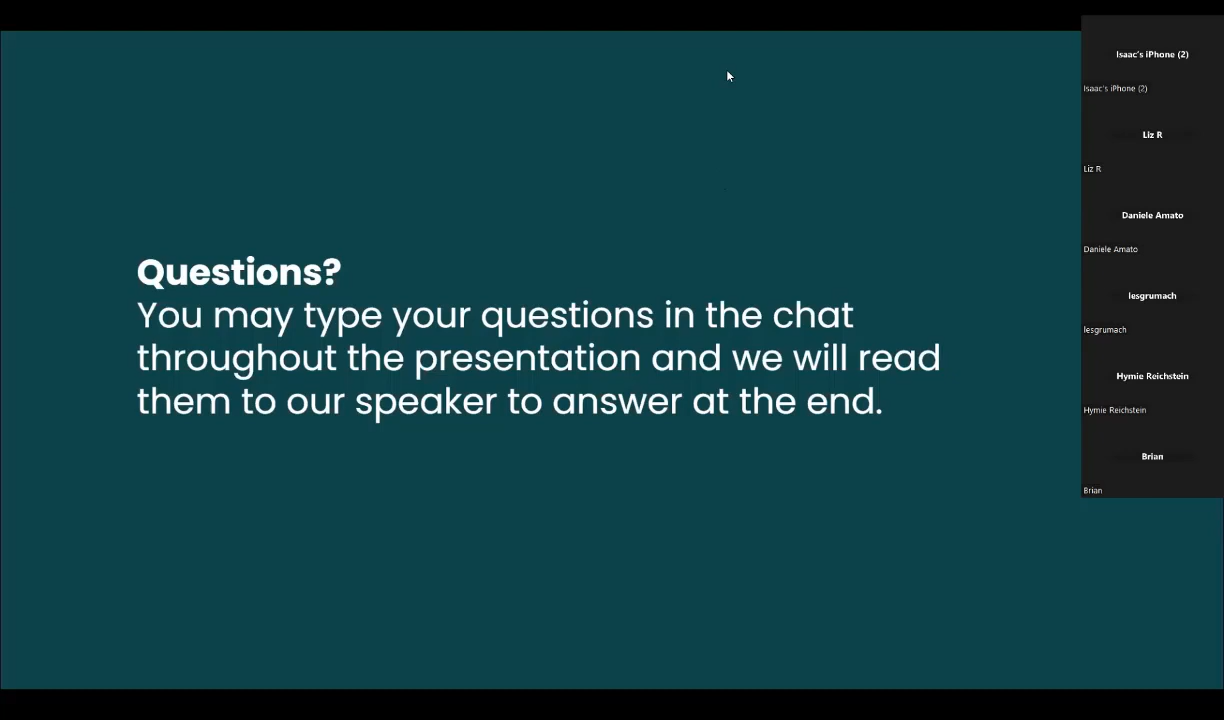 Questions?
You may type your questions in the chat
throughout the presentation and we will read
them to our speaker to answer at the end.
Isaac's iPhone (2)
Isaac's iPhone (2)
Liz R
Liz R
Daniele Amato
Daniele Amato
lesgrumach
lesgrumach
Hymie Reichstein
Hymie Reichstein
Brian
Brian